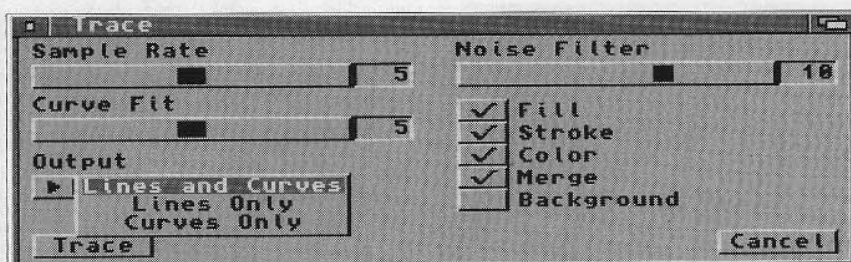 Trace
Sample Rate
5
Curve Fit
5
Output
Lines and Curves
Lines Only
Curves Only
Trace
Noise Filter
10
Fill
Stroke
Color
Merge
Background
Cancel